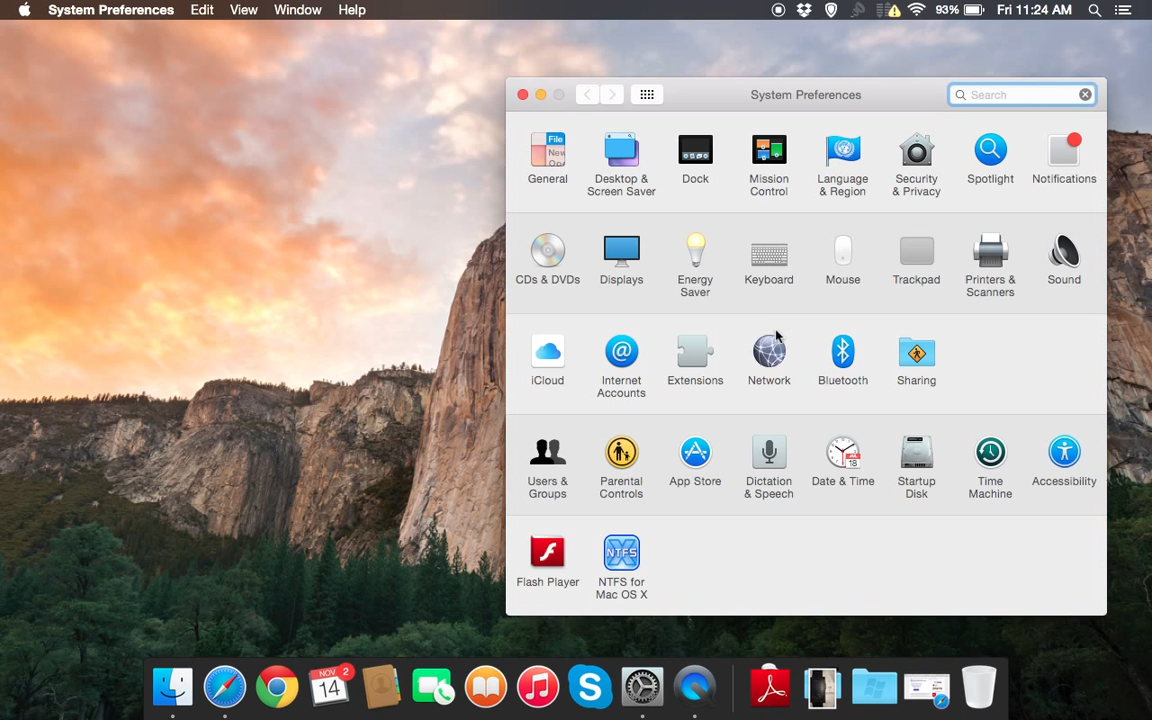 System Preferences Edit View Window Help 93% Fri 11:24 AM
System Preferences Search
File
New
General
Desktop &
Screen Saver
Dock
Mission
Control
Language
& Region
Security
& Privacy
Spotlight
Notifications
CDs & DVDs
Displays
Energy
Saver
Keyboard
Mouse
Trackpad
Printers &
Scanners
Sound
iCloud
@
Internet
Accounts
Extensions
Network
Bluetooth
Sharing
Users &
Groups
Parental
Controls
App Store
Dictation
& Speech
18
Date & Time
Startup
Disk
Time
Machine
Accessibility
Flash Player
NTFS
NTFS for
Mac OS X
NOV 2
14
S